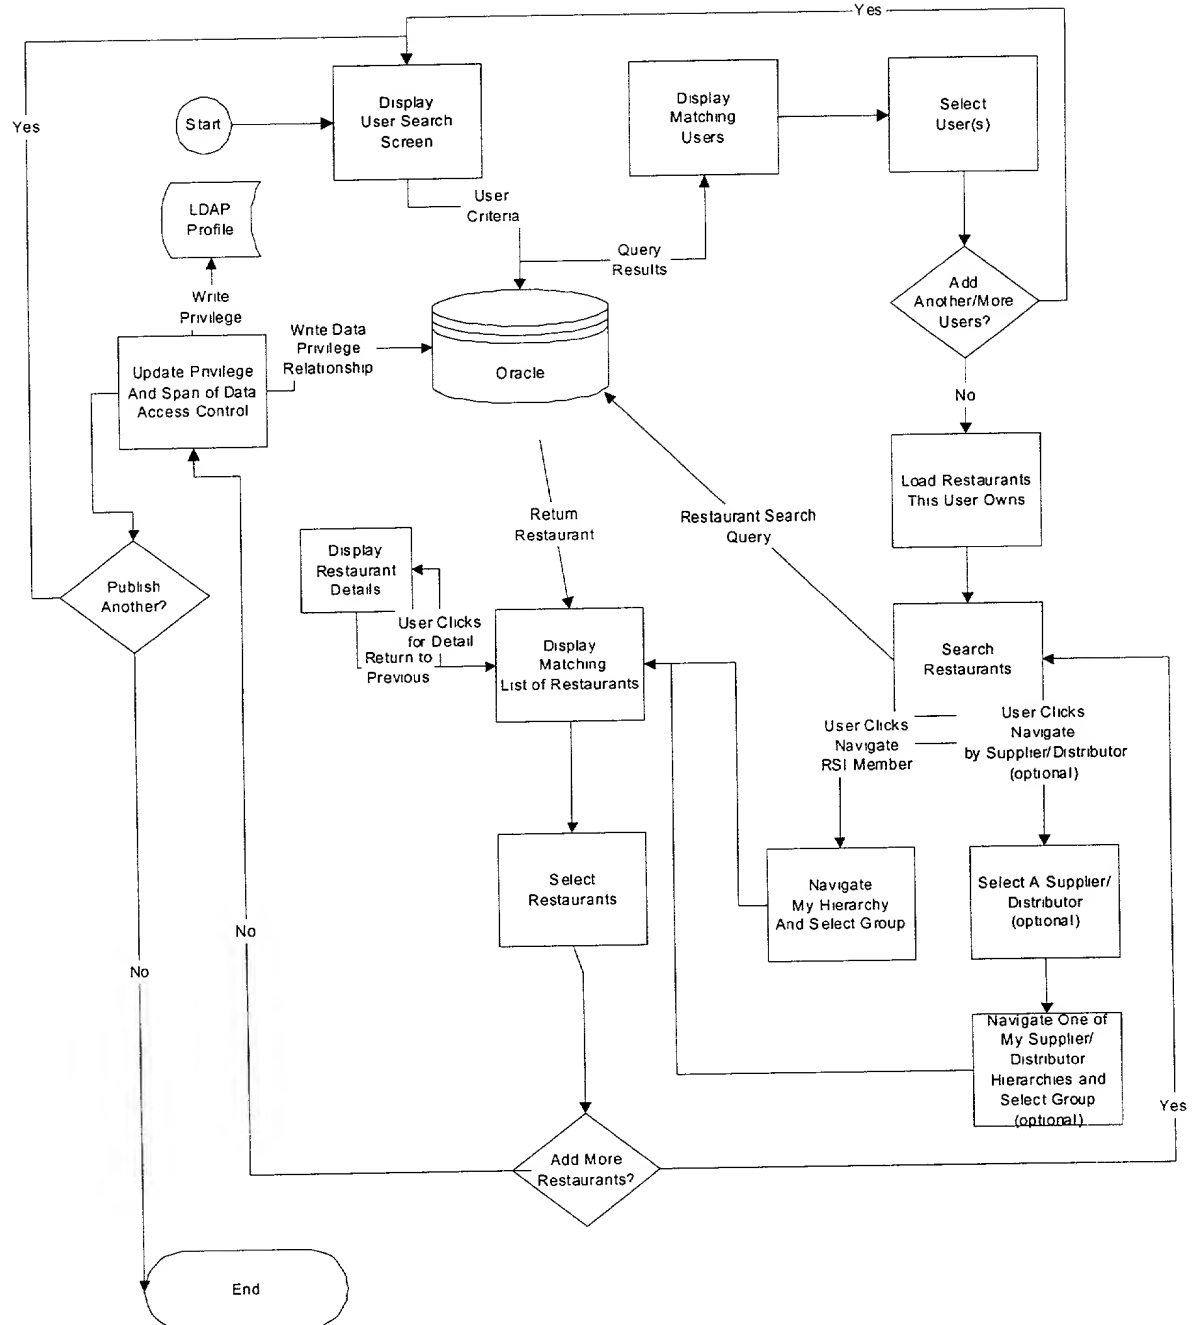 Yes
Yes
Start
Display
User Search
Screen
Display
Matching
Users
Select
User(s)
LDAP
Profile
User
Criteria
Query
Results
Add
Another/More
Users?
Write
Privilege
Write Data
Privilege
Relationship
Update Privilege
And Span of Data
Access Control
Oracle
No
Load Restaurants
This User Owns
Return
Restaurant
Restaurant Search
Query
Display
Restaurant
Details
Publish
Another?
User Clicks
for Detail
Return to
Previous
Display
Matching
List of Restaurants
Search
Restaurants
User Clicks
Navigate
RSI Member
User Clicks
Navigate
by Supplier/Distributor
(optional)
Select
Restaurants
Navigate
My Hierarchy
And Select Group
Select A Supplier/
Distributor
(optional)
No
No
Navigate One of
My Supplier/
Distributor
Hierarchies and
Select Group
(optional)
Yes
Add More
Restaurants?
End